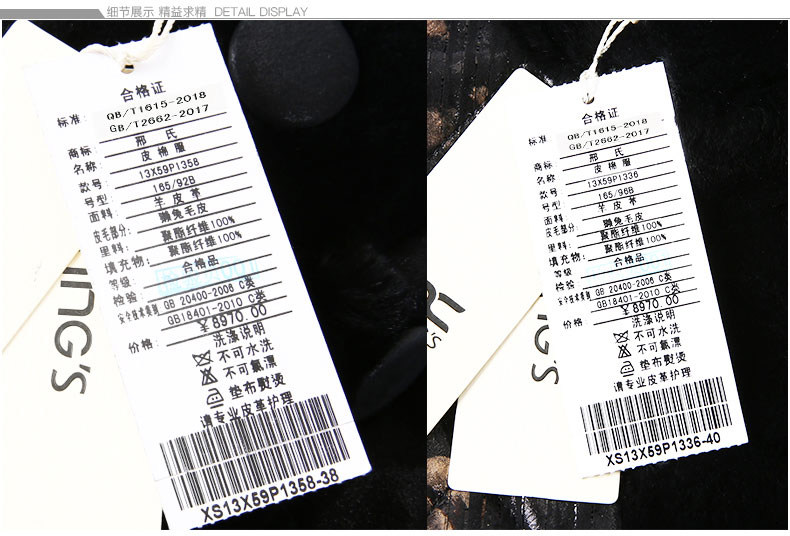 细节展示 精益求精 DETAIL DISPLAY
合格证
标准: QB/T1615-2018
GB/T2662-2017
商标: 邢 氏
名称: 皮棉服
款号: 13X59P1358
号型: 165/92B
面料: 羊皮革
皮毛部分: 獭兔毛皮
里料: 聚酯纤维100%
填充物: 聚酯纤维100%
等级: 合格品
检验:
安全技术类别: GB 20400-2006 C类
GB18401-2010 C类
价格: ¥8970.00
洗涤说明
不可水洗
不可氯漂
垫布熨烫
请专业皮革护理
XS13X59P1358-38
ING'S
合格证
标准: QB/T1615-2018
GB/T2662-2017
商标: 邢 氏
名称: 皮棉服
款号: 13X59P1336
号型: 165/96B
面料: 羊皮革
皮毛部分: 獭兔毛皮
里料: 聚酯纤维100%
填充物: 聚酯纤维100%
等级: 合格品
检验:
安全技术类别: GB 20400-2006 C类
GB18401-2010 C类
价格: ¥8970.00
洗涤说明
不可水洗
不可氯漂
垫布熨烫
请专业皮革护理
XS13X59P1336-40